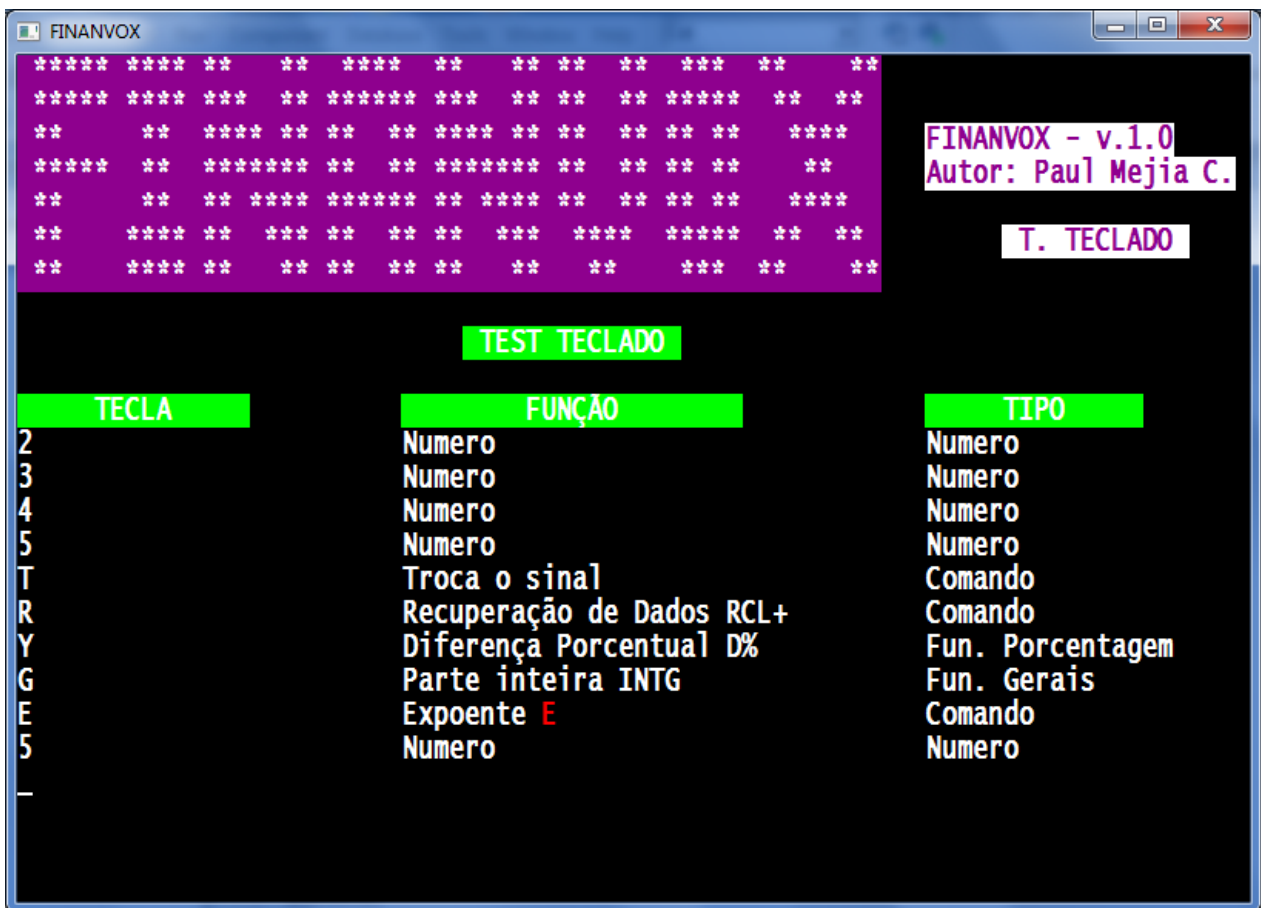 FINANVOX
FINANVOX - v.1.0
Autor: Paul Mejia C.
T. TECLADO
TEST TECLADO
TECLA FUNÇÃO TIPO
2 Numero Numero
3 Numero Numero
4 Numero Numero
5 Numero Numero
T Troca o sinal Comando
R Recuperação de Dados RCL+ Comando
Y Diferença Porcentual D% Fun. Porcentagem
G Parte inteira INTG Fun. Gerais
E Expoente E Comando
5 Numero Numero